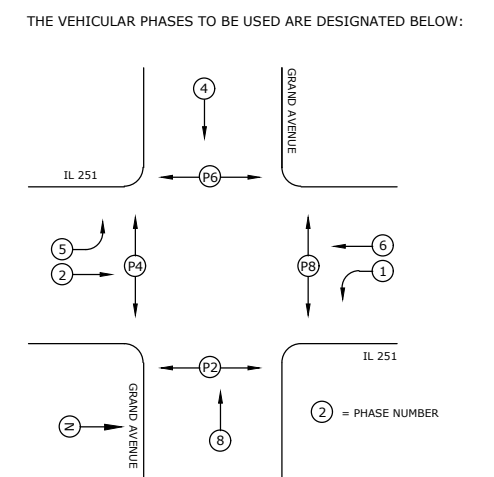 THE VEHICULAR PHASES TO BE USED ARE DESIGNATED BELOW:
4
GRAND AVENUE
IL 251
P6
5
2
P4
P8
6
1
IL 251
P2
GRAND AVENUE
N
8
2 = PHASE NUMBER